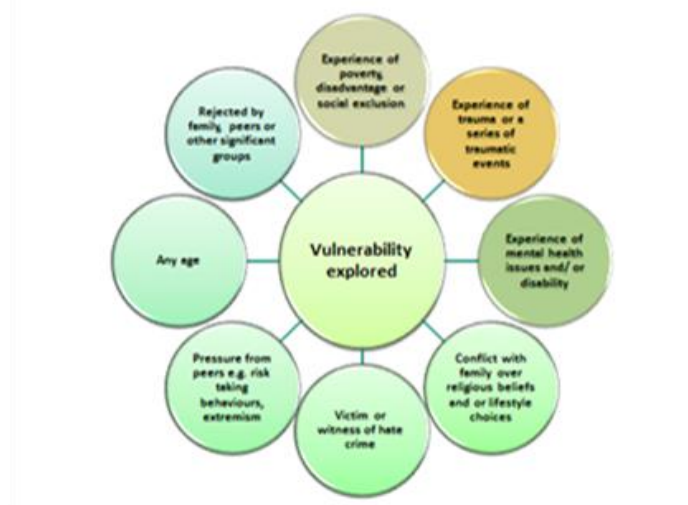 Experience of
poverty,
disadvantage or
social exclusion
Experience of
trauma or a
series of
traumatic
events
Experience of
mental health
issues and/ or
disability
Conflict with
family over
religious beliefs
and or lifestyle
choices
Victim or
witness of hate
crime
Pressure from
peers e.g. risk
taking
behaviours,
extremism
Any age
Rejected by
family, peers or
other significant
groups
Vulnerability
explored